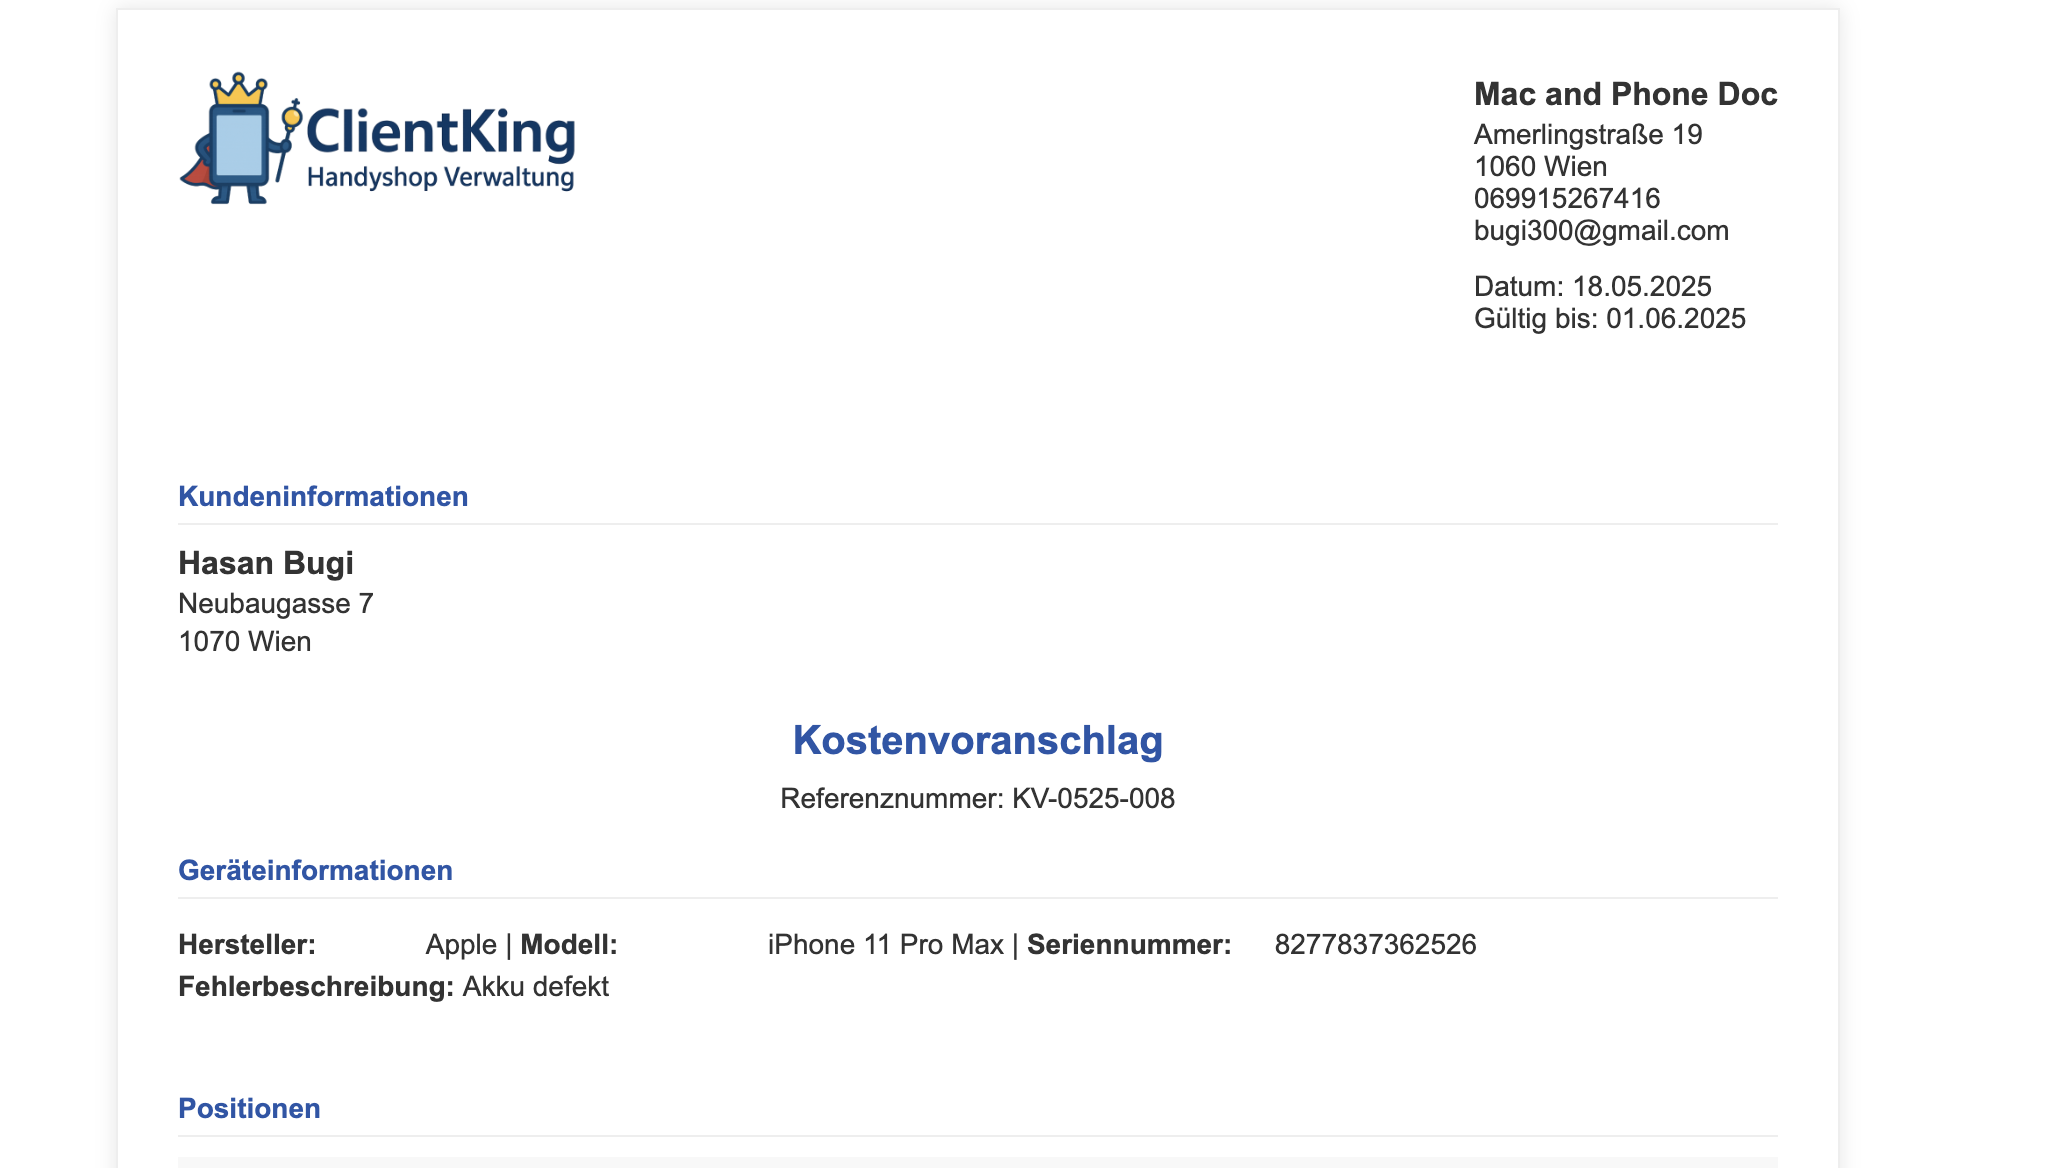 ClientKing
Handyshop Verwaltung
Mac and Phone Doc
Amerlingstraße 19
1060 Wien
069915267416
bugi300@gmail.com
Datum: 18.05.2025
Gültig bis: 01.06.2025
Kundeninformationen
Hasan Bugi
Neubaugasse 7
1070 Wien
Kostenvoranschlag
Referenznummer: KV-0525-008
Geräteinformationen
Hersteller: Apple | Modell: iPhone 11 Pro Max | Seriennummer: 8277837362526
Fehlerbeschreibung: Akku defekt
Positionen